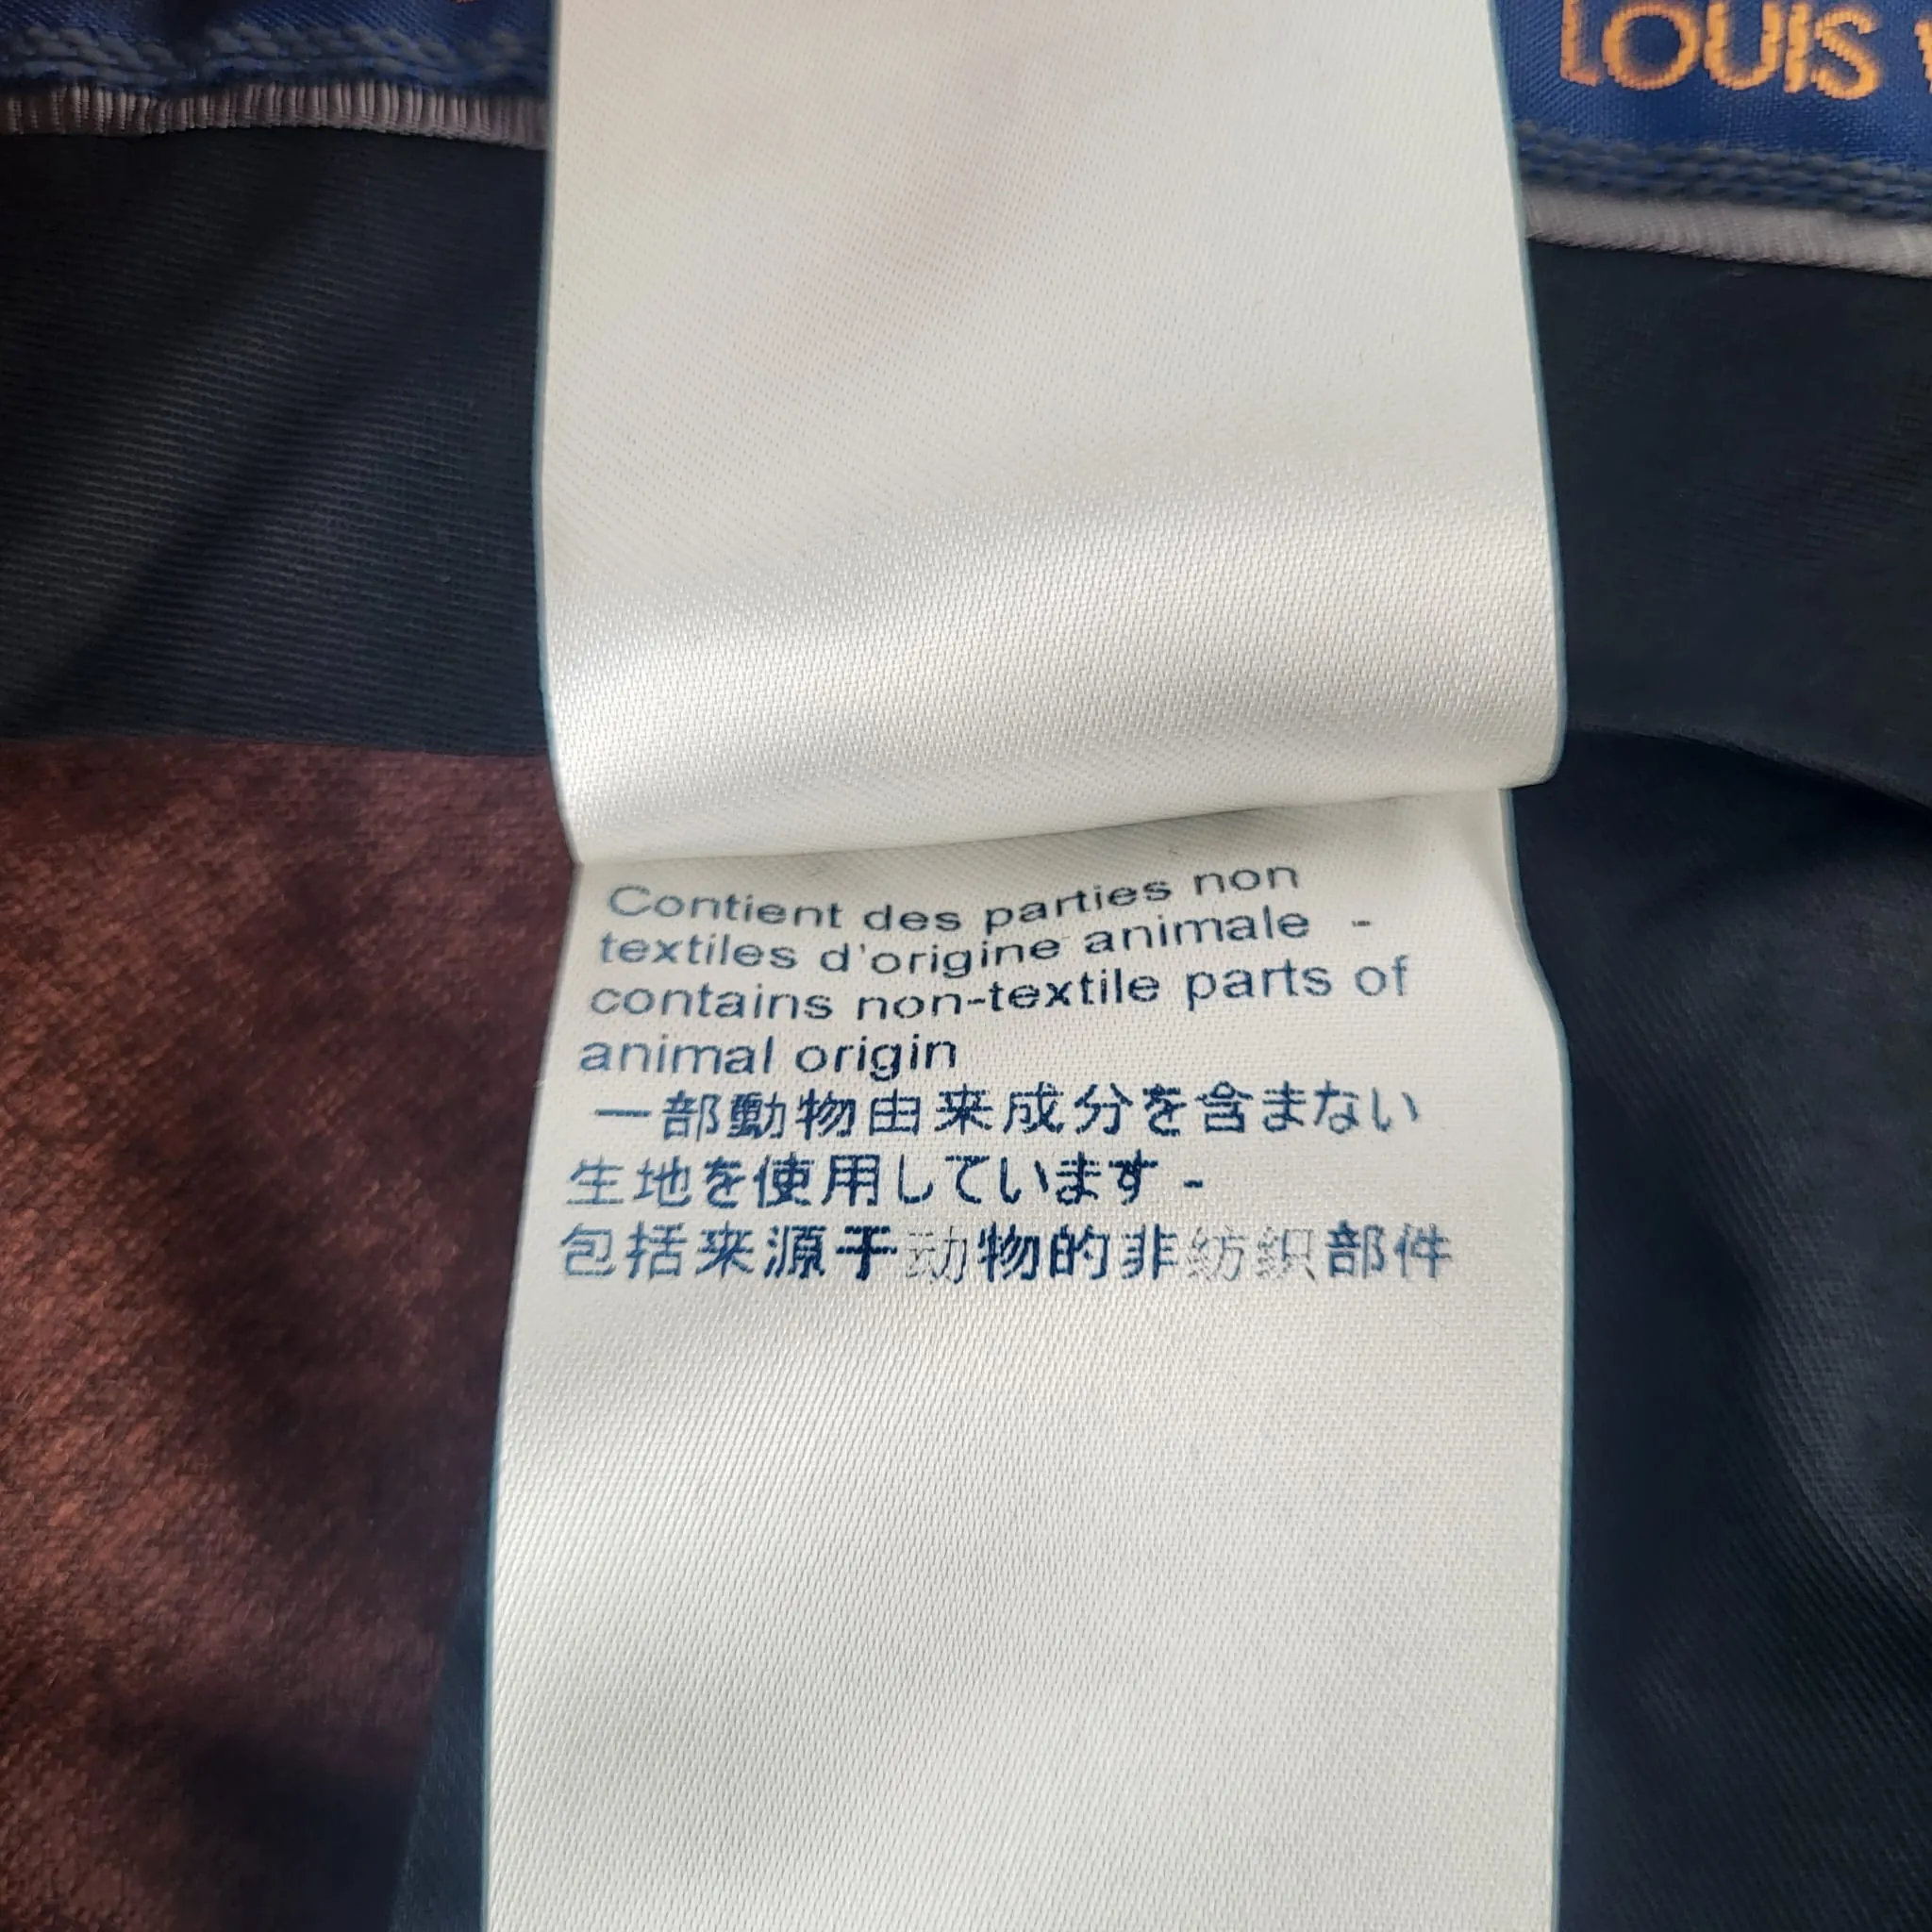 LOUIS
Contient des parties non
textiles d'origine animale -
contains non-textile parts of
animal origin
一部動物由来成分を含まない
生地を使用しています -
包括来源于动物的非纺织部件